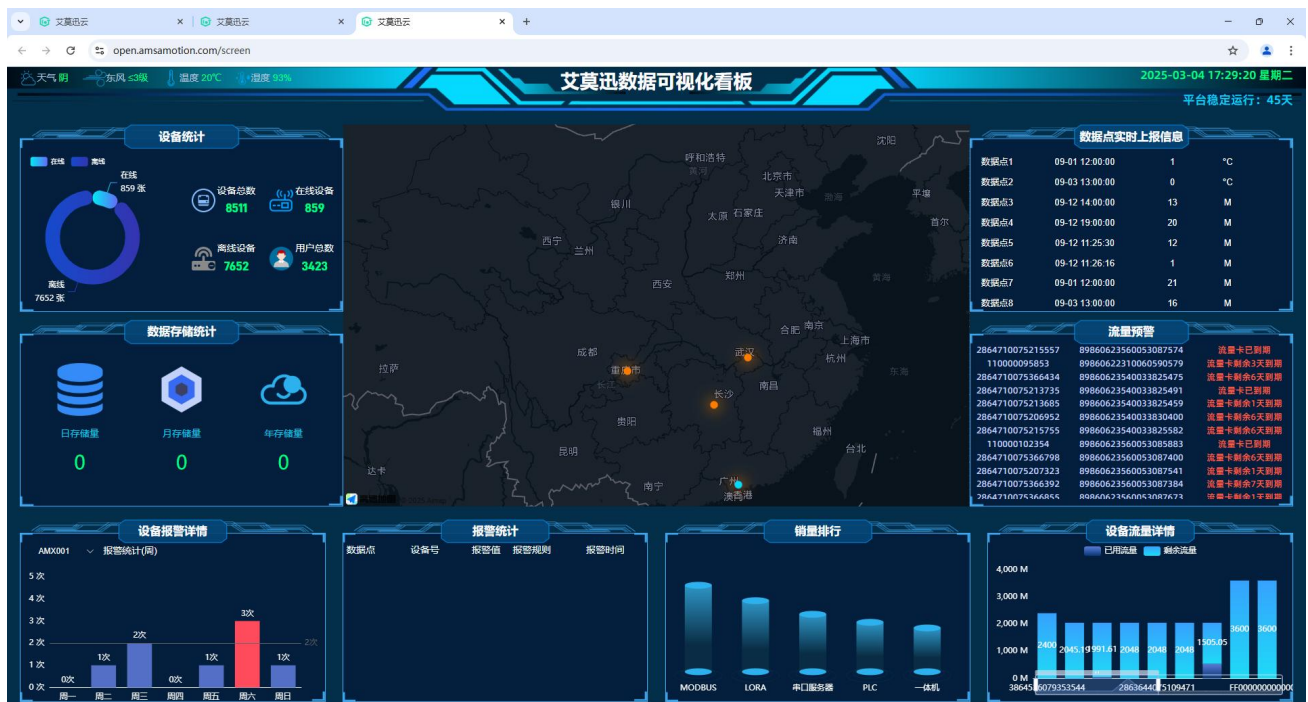 艾莫迅云
艾莫迅云
艾莫迅云
open.amsamotion.com/screen
天气 阴 东风 ≤3级 温度 20℃ 湿度 93%
艾莫迅数据可视化看板
2025-03-04 17:29:20 星期二
平台稳定运行：45天
设备统计
在线 离线
在线
859 张
离线
7652 张
设备总数
8511
在线设备
859
离线设备
7652
用户总数
3423
数据存储统计
日存储量 月存储量 年存储量
0 0 0
沈阳
呼和浩特
黄河
北京市
天津市
渤海
平壤
银川
太原
石家庄
首尔
西宁
兰州
济南
西安
郑州
黄海
合肥
南京
上海市
成都
武汉
杭州
拉萨
重庆市
长江
东海
长沙
南昌
贵阳
福州
昆明
台北
达卡
广州
南宁
澳香港
数据点实时上报信息
数据点1 09-01 12:00:00 1 °C
数据点2 09-03 13:00:00 0 °C
数据点3 09-12 14:00:00 13 M
数据点4 09-12 19:00:00 20 M
数据点5 09-12 11:25:30 12 M
数据点6 09-12 11:26:16 1 M
数据点7 09-01 12:00:00 21 M
数据点8 09-03 13:00:00 16 M
流量预警
2864710075215557 89860623560053087574 流量卡已到期
110000095853 89860622310060590579 流量卡剩余3天到期
2864710075366434 89860623540033825475 流量卡剩余6天到期
2864710075213735 89860623540033825491 流量卡已到期
2864710075213685 89860623540033825459 流量卡剩余1天到期
2864710075206952 89860623540033830400 流量卡剩余6天到期
2864710075215755 89860623540033825582 流量卡剩余6天到期
110000102354 89860623560053085883 流量卡已到期
2864710075366798 89860623560053087400 流量卡剩余6天到期
2864710075207323 89860623560053087541 流量卡剩余1天到期
2864710075366392 89860623560053087384 流量卡剩余7天到期
2864710075366855 89860623560053087673 流量卡剩余1天到期
设备报警详情
AMX001 报警统计(周)
5 次
4 次
3 次
2 次
1 次
0 次
0次
1次
2次
0次
1次
3次
1次
2次
周一 周二 周三 周四 周五 周六 周日
报警统计
数据点 设备号 报警值 报警规则 报警时间
销量排行
MODBUS LORA 串口服务器 PLC 一体机
设备流量详情
已用流量 剩余流量
4,000 M
3,000 M
2,000 M
1,000 M
0 M
2400 2045.19 1991.61 2048 2048 2048 1505.05 3600 3600
2863644075109471